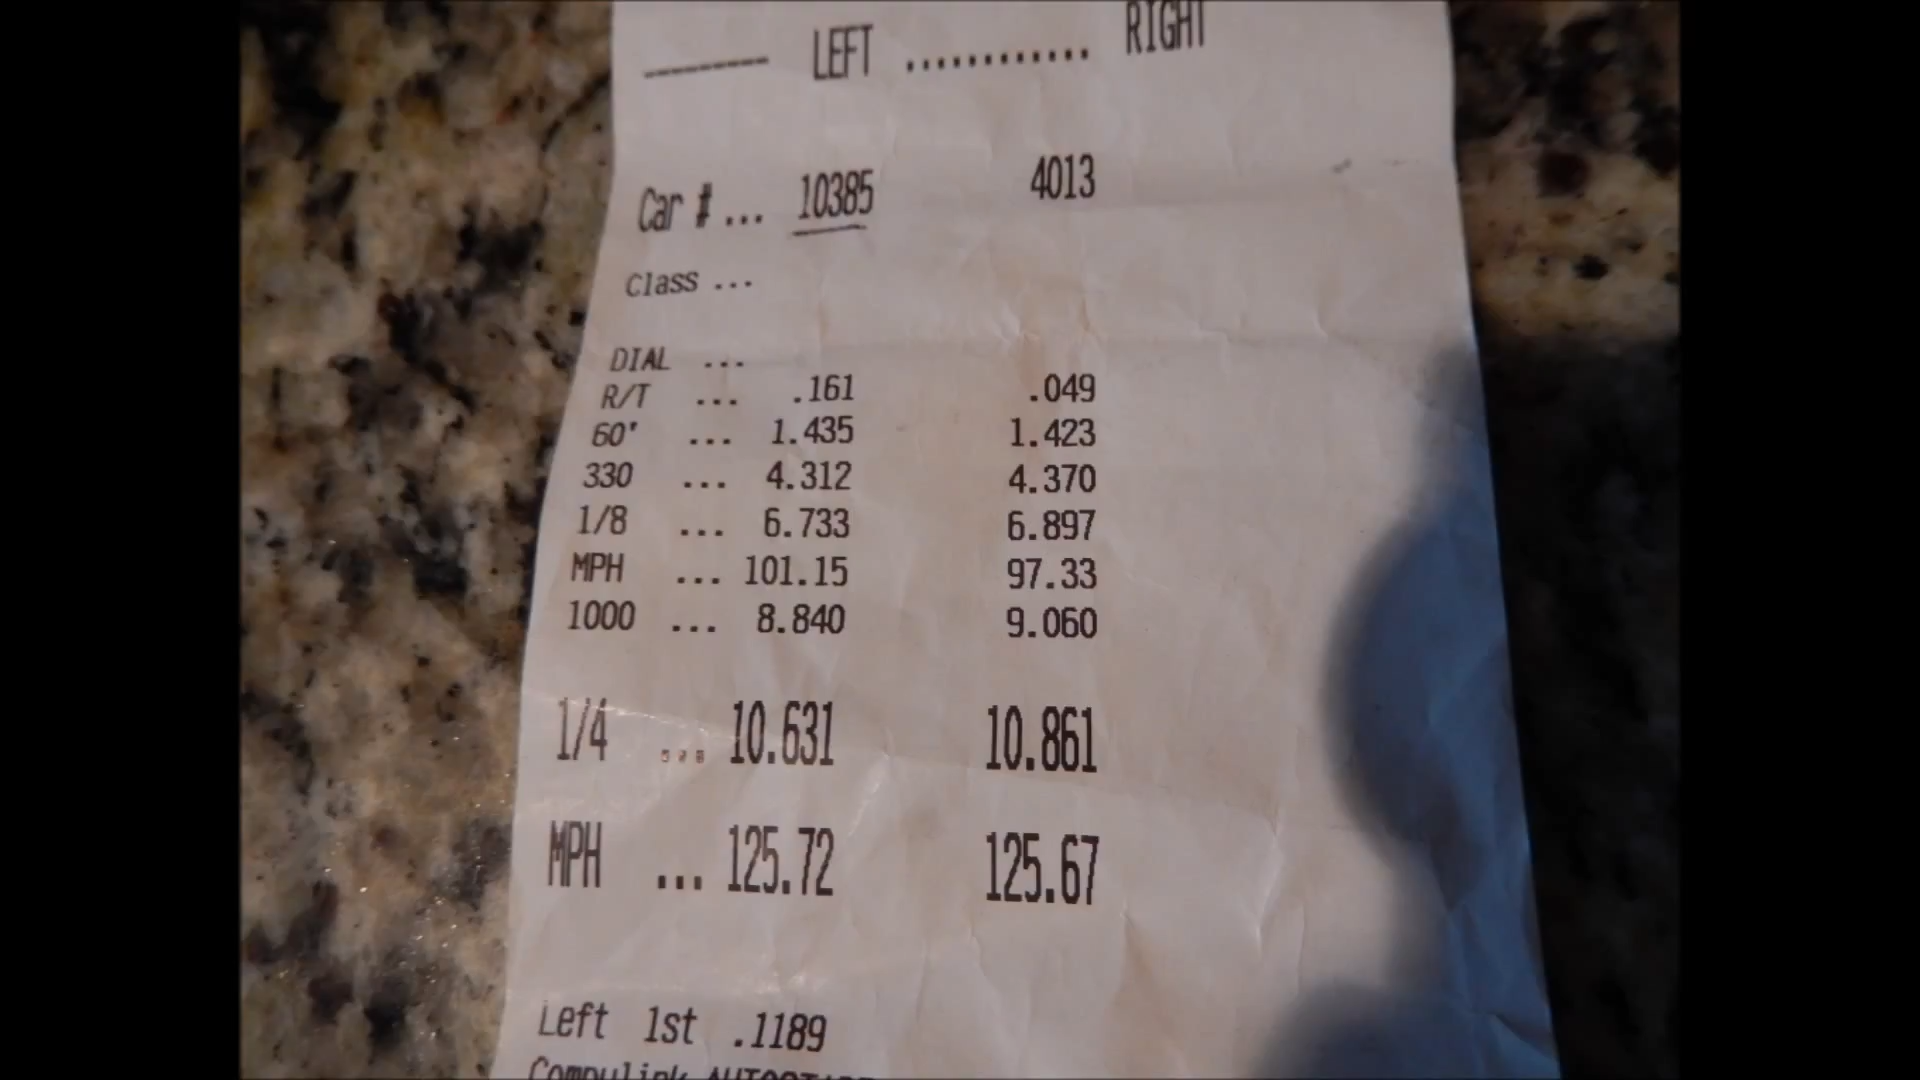 -------- LEFT ............ RIGHT
Car # ... 10385 4013
Class ...
DIAL ...
R/T ... .161 .049
60' ... 1.435 1.423
330 ... 4.312 4.370
1/8 ... 6.733 6.897
MPH ... 101.15 97.33
1000 ... 8.840 9.060
1/4 ... 10.631 10.861
MPH ... 125.72 125.67
Left 1st .1189
Compulink